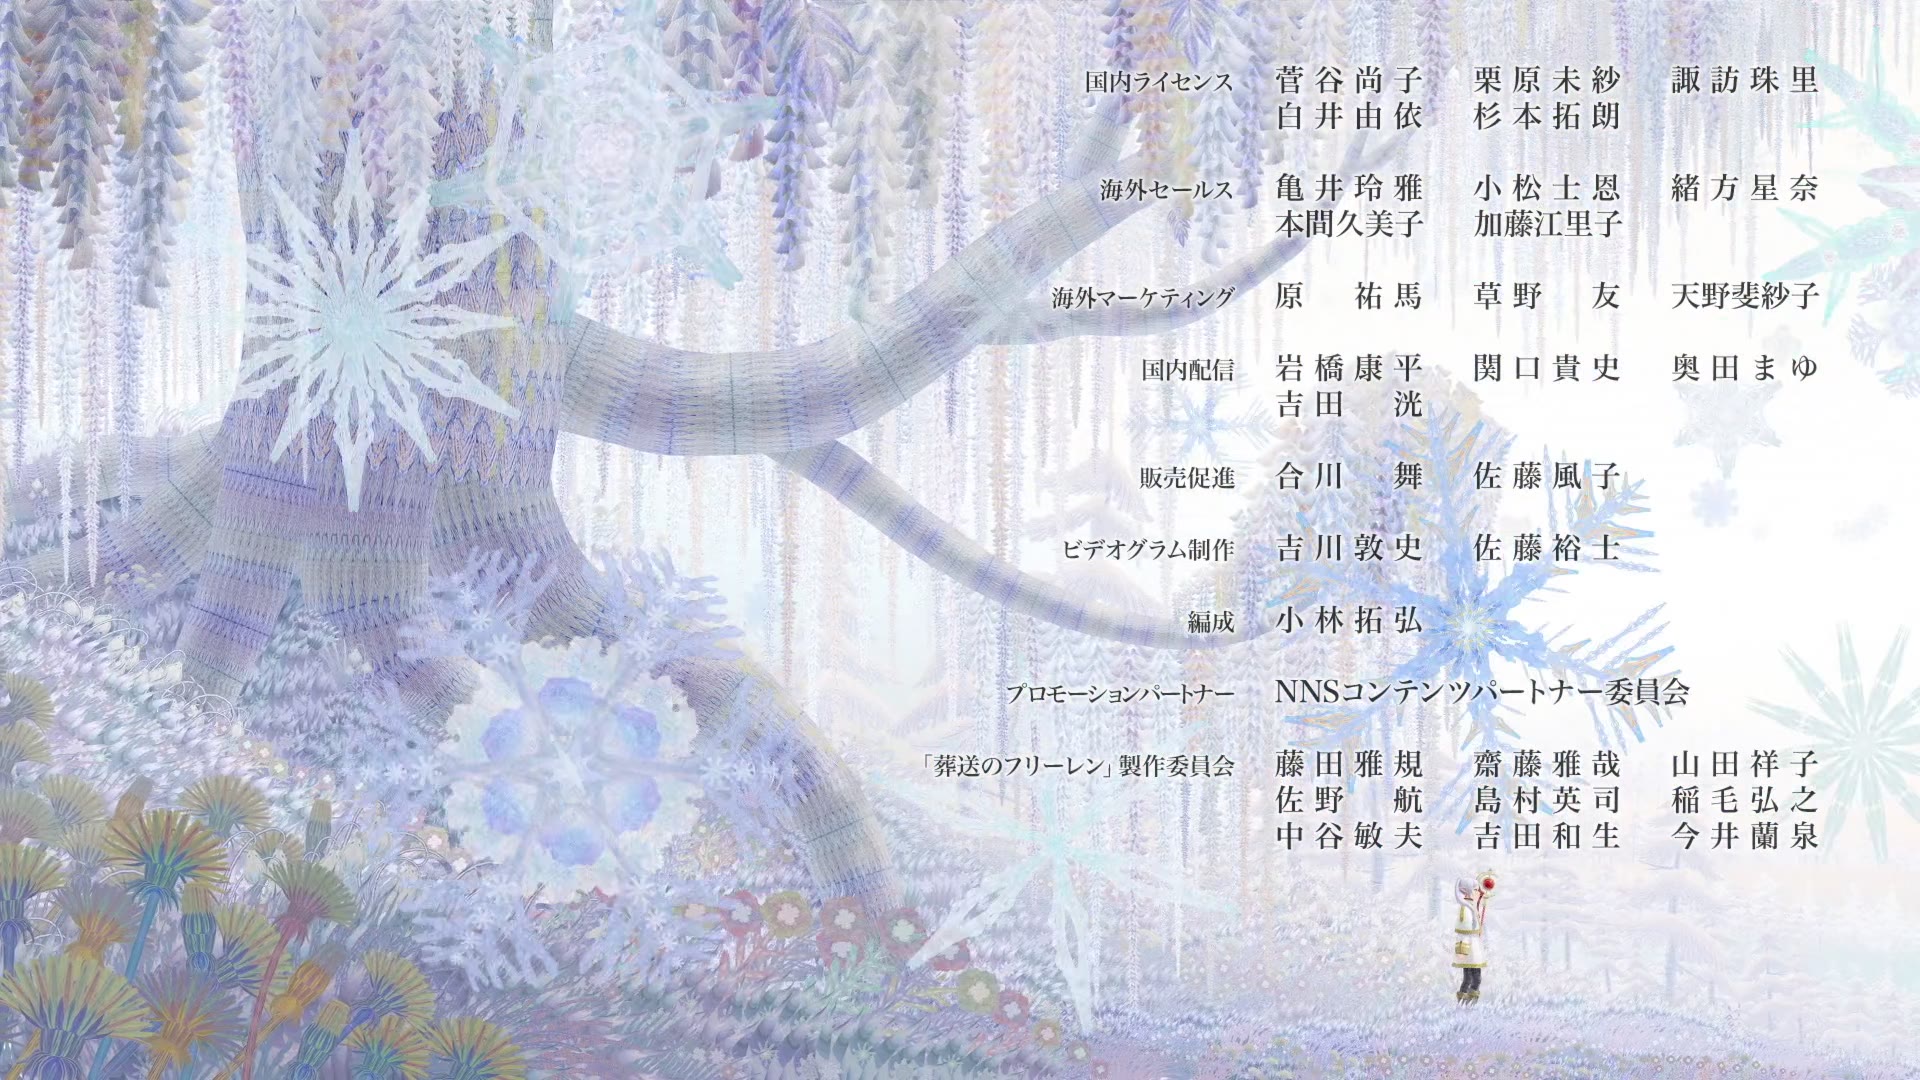 国内ライセンス 菅谷尚子 栗原未紗 諏訪珠里
白井由依 杉本拓朗
海外セールス 亀井玲雅 小松士恩 緒方星奈
本間久美子 加藤江里子
海外マーケティング 原 祐馬 草野 友 天野斐紗子
国内配信 岩橋康平 関口貴史 奥田まゆ
吉田 洸
販売促進 合川 舞 佐藤風子
ビデオグラム制作 吉川敦史 佐藤裕士
編成 小林拓弘
プロモーションパートナー NNSコンテンツパートナー委員会
「葬送のフリーレン」製作委員会 藤田雅規 齋藤雅哉 山田祥子
佐野 航 島村英司 稲毛弘之
中谷敏夫 吉田和生 今井蘭泉